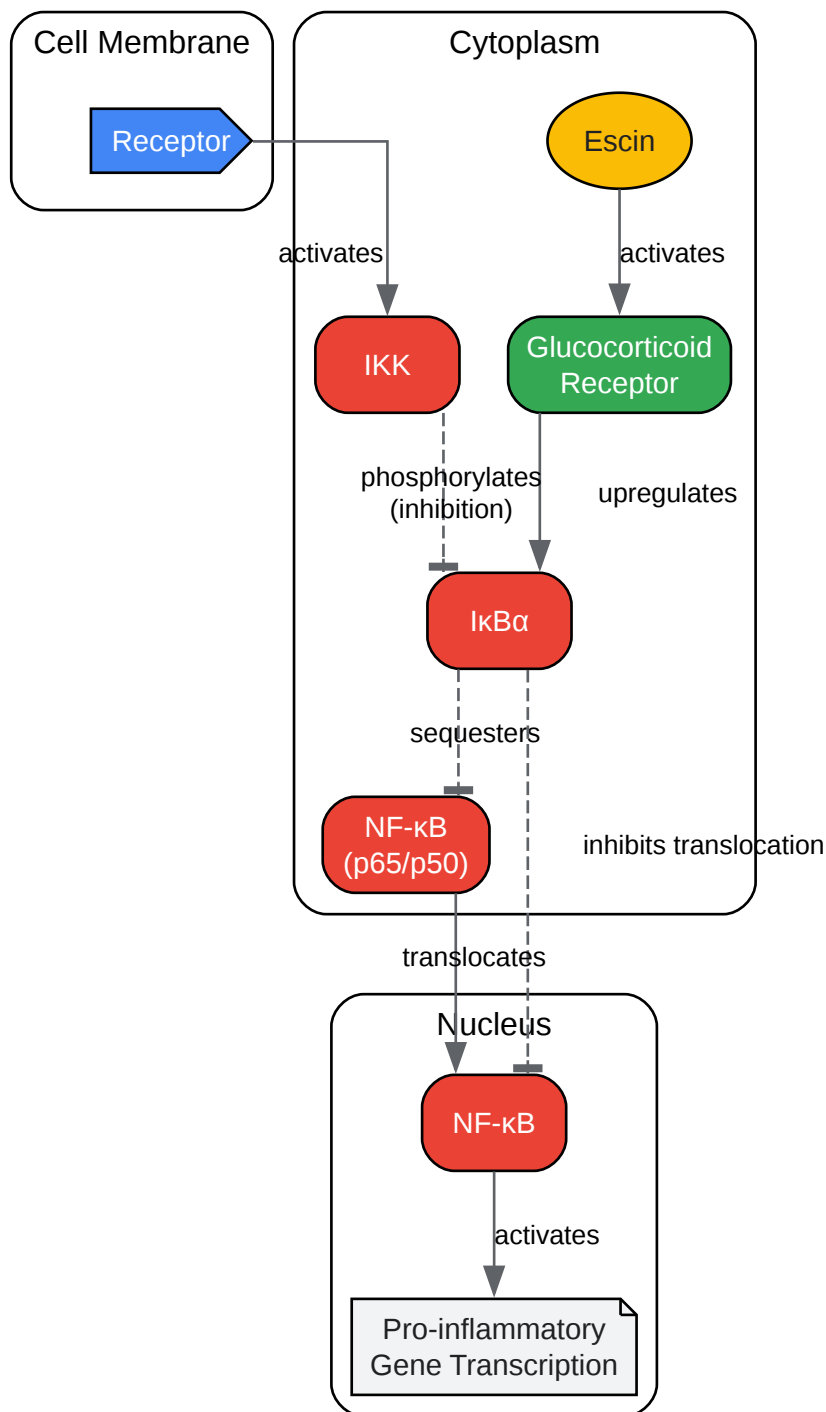 Cell Membrane
Cytoplasm
Receptor
Escin
activates
activates
IKK
Glucocorticoid
Receptor
phosphorylates
(inhibition)
upregulates
IκBα
sequesters
NF-κB
(p65/p50)
inhibits translocation
translocates
Nucleus
NF-κB
activates
Pro-inflammatory
Gene Transcription